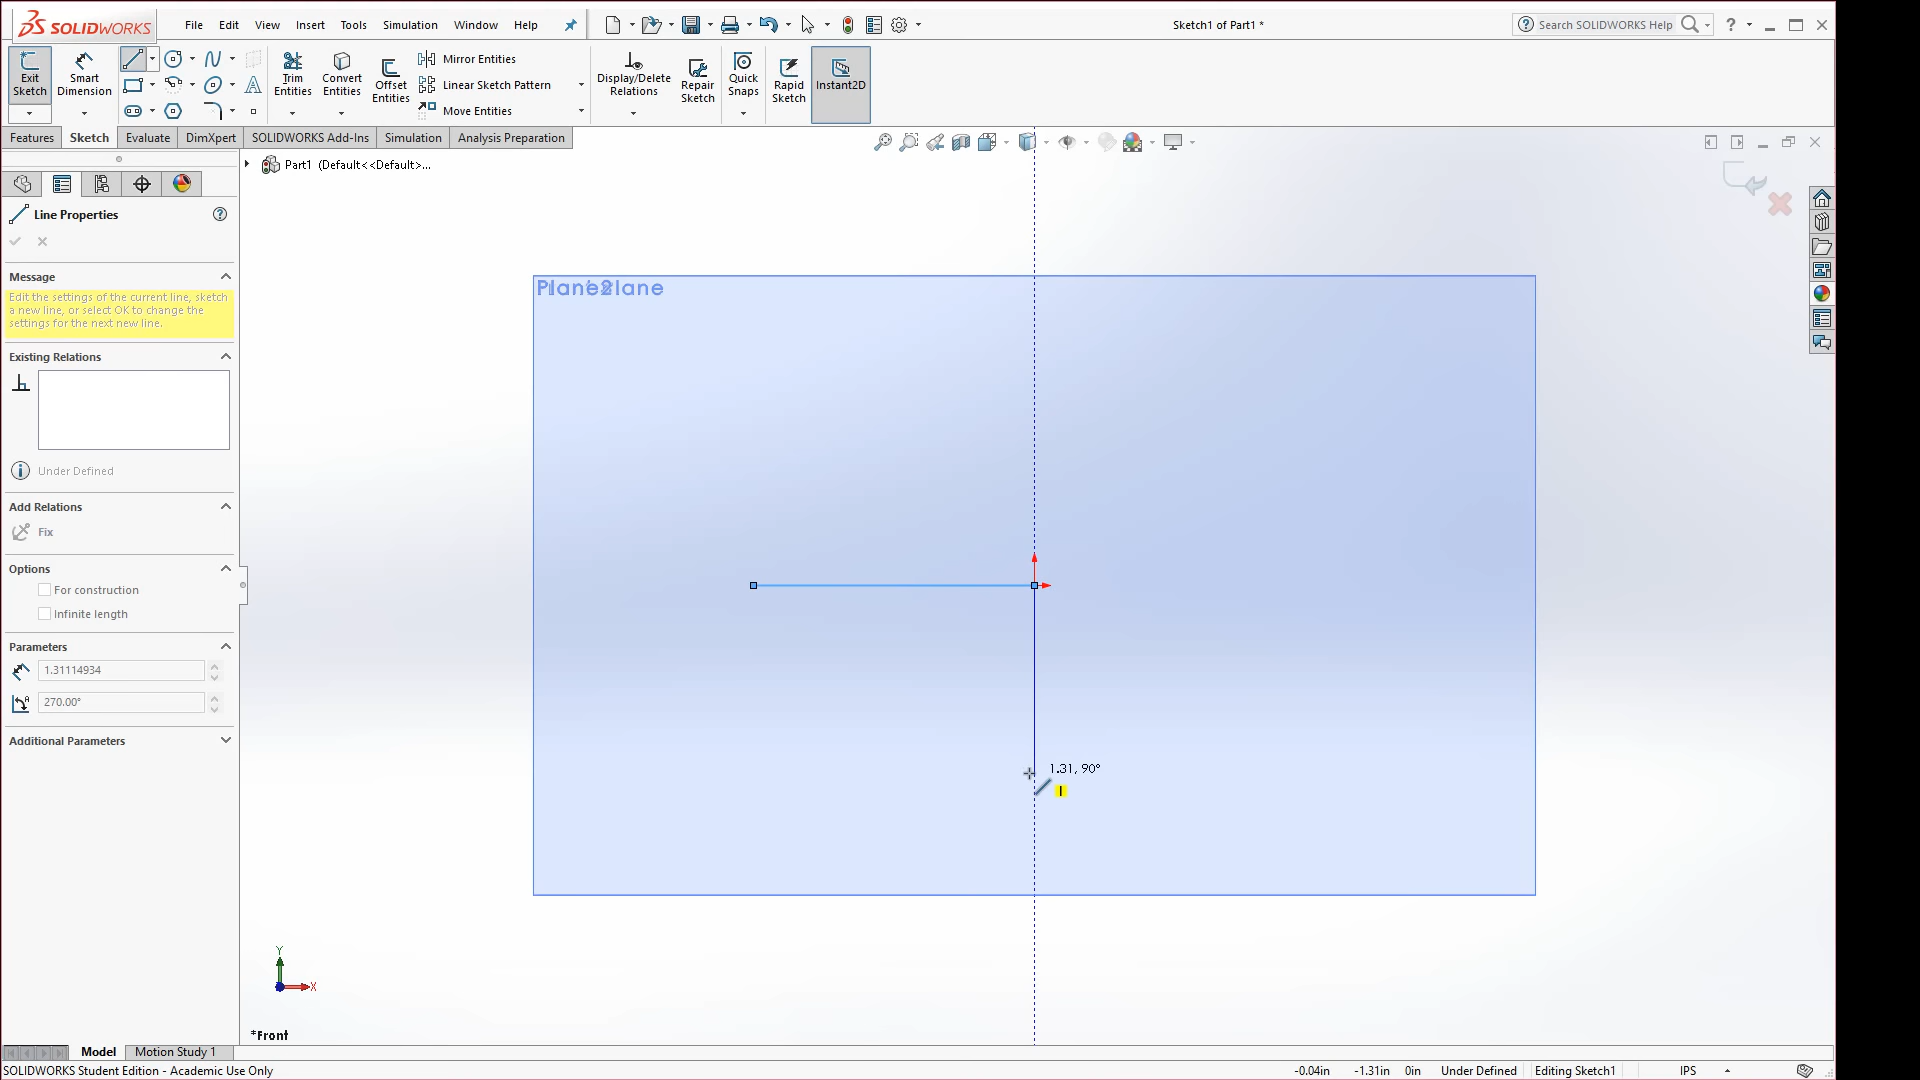 SOLIDWORKS
File Edit View Insert Tools Simulation Window Help
Sketch1 of Part1 *
Search SOLIDWORKS Help
Exit Sketch
Smart Dimension
Trim Entities
Convert Entities
Offset Entities
Mirror Entities
Linear Sketch Pattern
Move Entities
Display/Delete Relations
Repair Sketch
Quick Snaps
Rapid Sketch
Instant2D
Features Sketch Evaluate DimXpert SOLIDWORKS Add-Ins Simulation Analysis Preparation
Part1 (Default<<Default>...
Line Properties
Message
Edit the settings of the current line, sketch
a new line, or select OK to change the
settings for the next new line.
Existing Relations
Under Defined
Add Relations
Fix
Options
For construction
Infinite length
Parameters
1.31114934
270.00°
Additional Parameters
1.31, 90°
Y
X
*Front
Model Motion Study 1
SOLIDWORKS Student Edition - Academic Use Only
-0.04in -1.31in 0in Under Defined Editing Sketch1 IPS